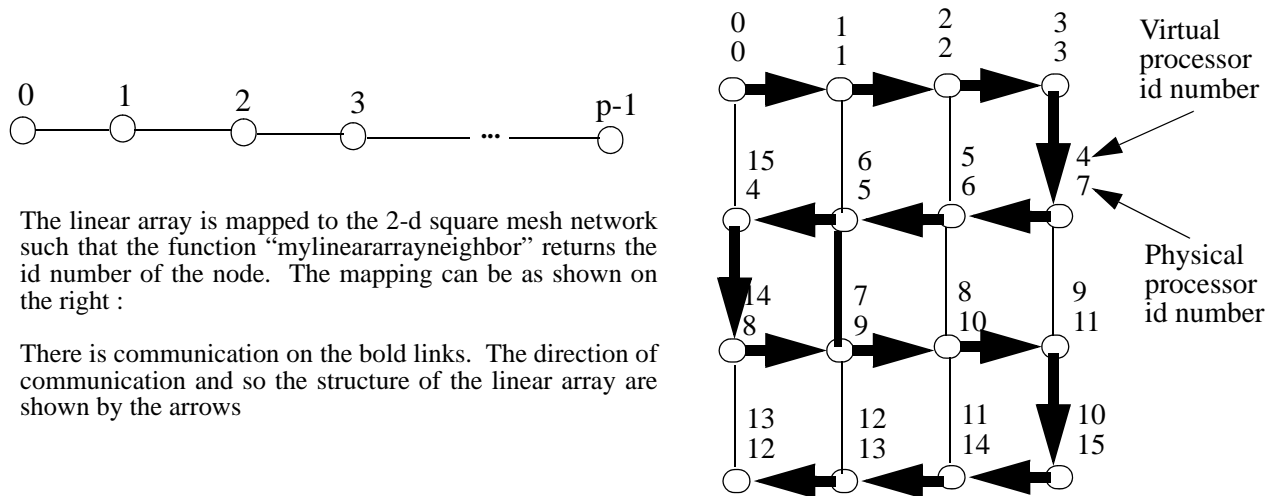 0 1 2 3 ... p-1
The linear array is mapped to the 2-d square mesh network
such that the function “mylineararrayneighbor” returns the
id number of the node. The mapping can be as shown on
the right :
There is communication on the bold links. The direction of
communication and so the structure of the linear array are
shown by the arrows
0 1 2 3
0 1 2 3
Virtual
processor
id number
15 6 5 4
4 5 6 7
Physical
processor
id number
14 7 8 9
8 9 10 11
13 12 11 10
12 13 14 15